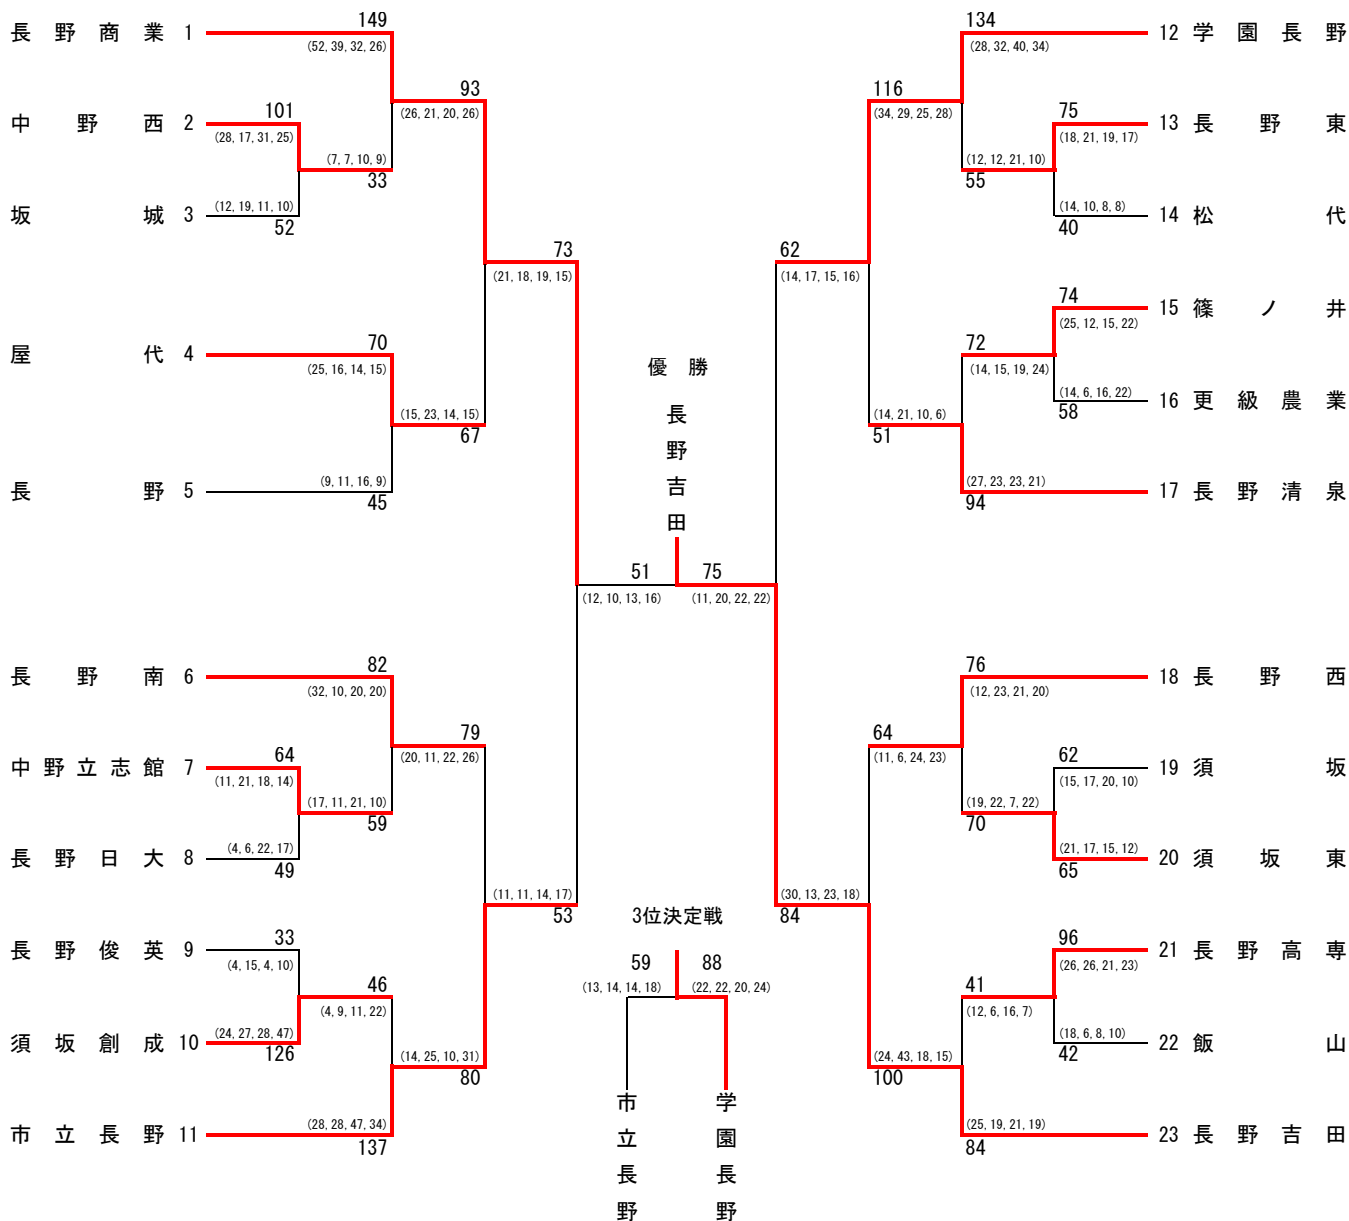 長野商業 1
149
(52, 39, 32, 26)
93
(26, 21, 20, 26)
中野西 2
101
(28, 17, 31, 25)
(7, 7, 10, 9)
33
坂城 3
(12, 19, 11, 10)
52
73
(21, 18, 19, 15)
屋代 4
70
(25, 16, 14, 15)
(15, 23, 14, 15)
67
長野 5
(9, 11, 16, 9)
45
長野南 6
82
(32, 10, 20, 20)
79
(20, 11, 22, 26)
中野立志館 7
64
(11, 21, 18, 14)
(17, 11, 21, 10)
59
長野日大 8
(4, 6, 22, 17)
49
(11, 11, 14, 17)
53
長野俊英 9
33
(4, 15, 4, 10)
46
(4, 9, 11, 22)
須坂創成 10
(24, 27, 28, 47)
126
(14, 25, 10, 31)
80
市立長野 11
(28, 28, 47, 34)
137
優勝
長野吉田
51
(12, 10, 13, 16)
75
(11, 20, 22, 22)
3位決定戦
59
(13, 14, 14, 18)
88
(22, 22, 20, 24)
市立長野
学園長野
134
(28, 32, 40, 34)
12 学園長野
116
(34, 29, 25, 28)
75
(18, 21, 19, 17)
13 長野東
(12, 12, 21, 10)
55
(14, 10, 8, 8)
40
14 松代
62
(14, 17, 15, 16)
74
(25, 12, 15, 22)
15 篠ノ井
72
(14, 15, 19, 24)
(14, 6, 16, 22)
58
16 更級農業
(14, 21, 10, 6)
51
(27, 23, 23, 21)
94
17 長野清泉
76
(12, 23, 21, 20)
18 長野西
64
(11, 6, 24, 23)
62
(15, 17, 20, 10)
19 須坂
(19, 22, 7, 22)
70
(21, 17, 15, 12)
65
20 須坂東
(30, 13, 23, 18)
84
96
(26, 26, 21, 23)
21 長野高専
41
(12, 6, 16, 7)
(18, 6, 8, 10)
42
22 飯山
(24, 43, 18, 15)
100
(25, 19, 21, 19)
84
23 長野吉田